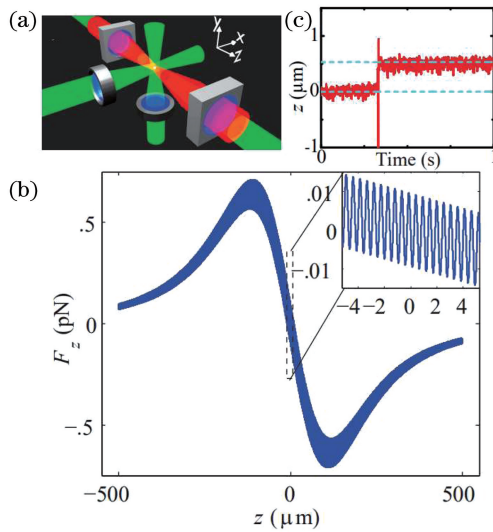 (a)
y
x
z
(c)
1
0
-1
z (μm)
0
Time (s)
1
(b)
.5
0
-.5
F_z (pN)
.01
0
-.01
-4 -2 0 2 4
-500 0 500
z (μm)